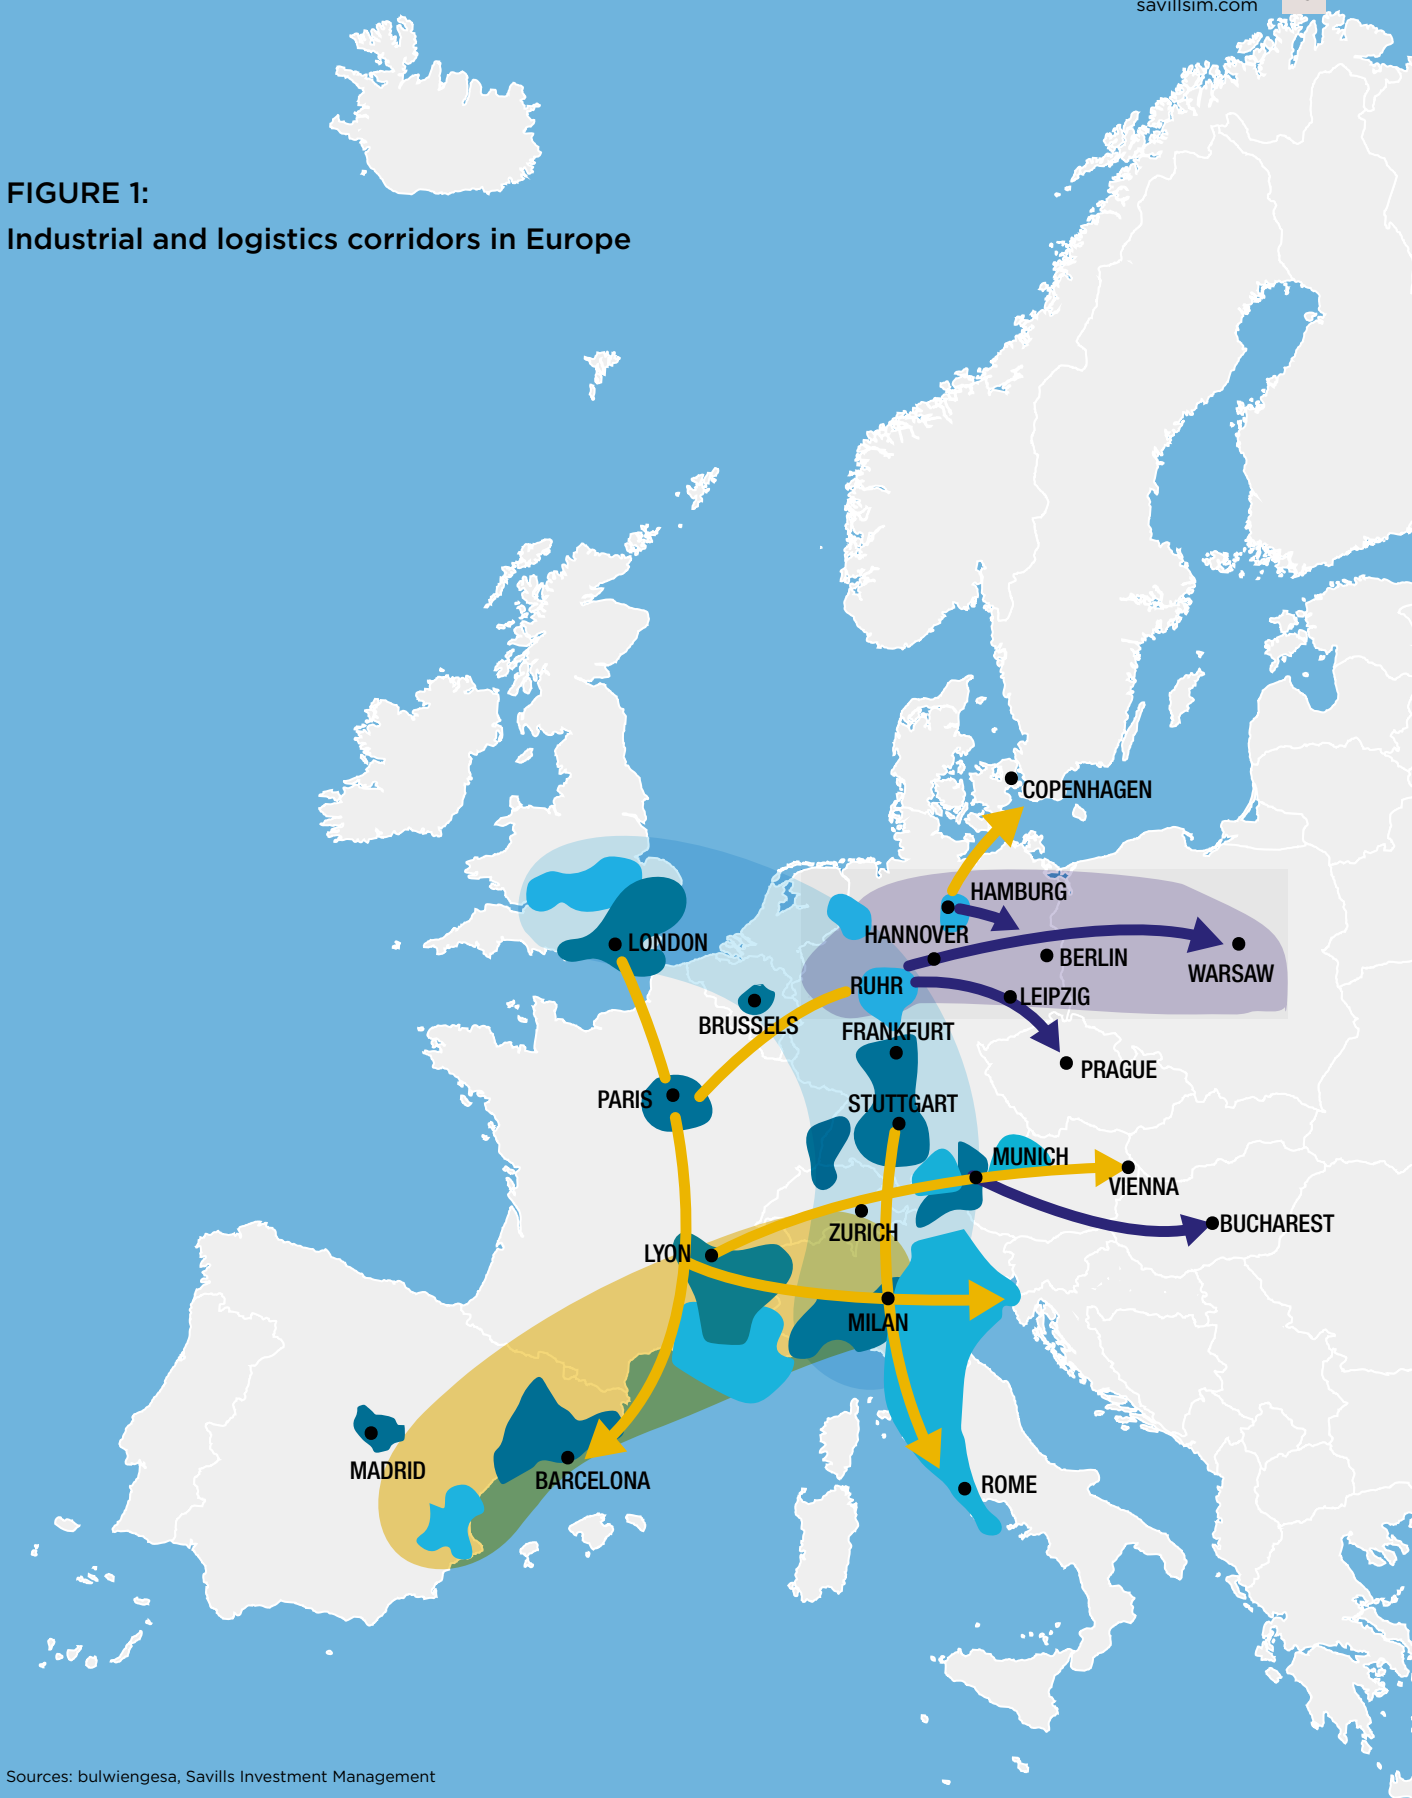 savillsim.com
FIGURE 1:
Industrial and logistics corridors in Europe
COPENHAGEN
HAMBURG
HANNOVER
LONDON
BERLIN
WARSAW
RUHR
LEIPZIG
BRUSSELS
FRANKFURT
PRAGUE
PARIS
STUTTGART
MUNICH
VIENNA
BUCHAREST
ZURICH
LYON
MILAN
MADRID
BARCELONA
ROME
Sources: bulwiengesa, Savills Investment Management